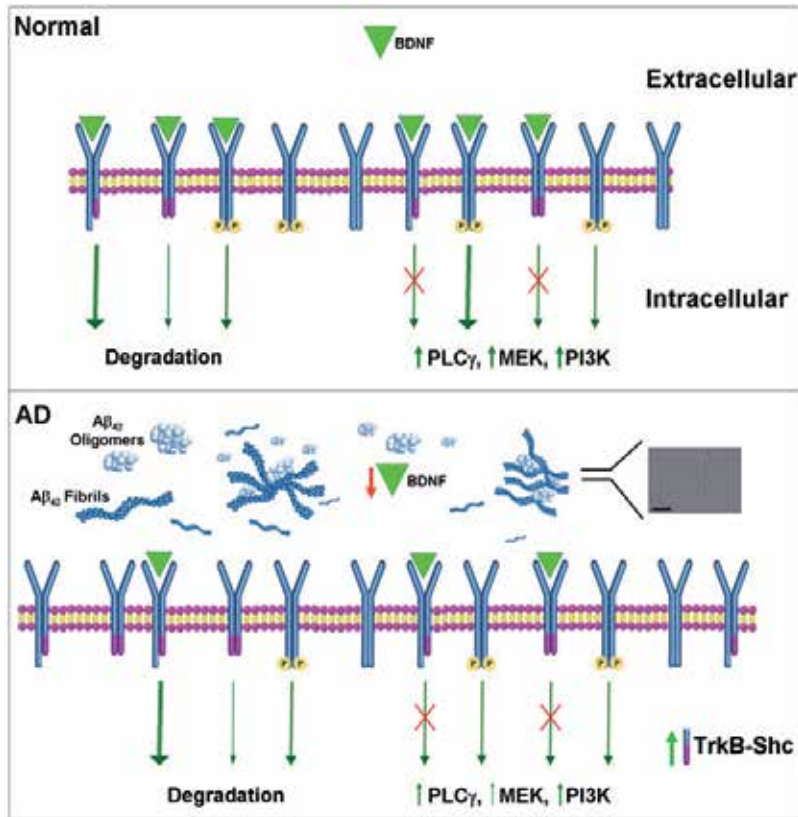 Normal
BDNF
Extracellular
P P
P P
P P
P P
Intracellular
Degradation
↑PLCγ, ↑MEK, ↑PI3K
AD
Aβ₄₂
Oligomers
↓ BDNF
Aβ₄₂ Fibrils
P P
P P
P P
↑ TrkB-Shc
Degradation
↑PLCγ, ↑MEK, ↑PI3K